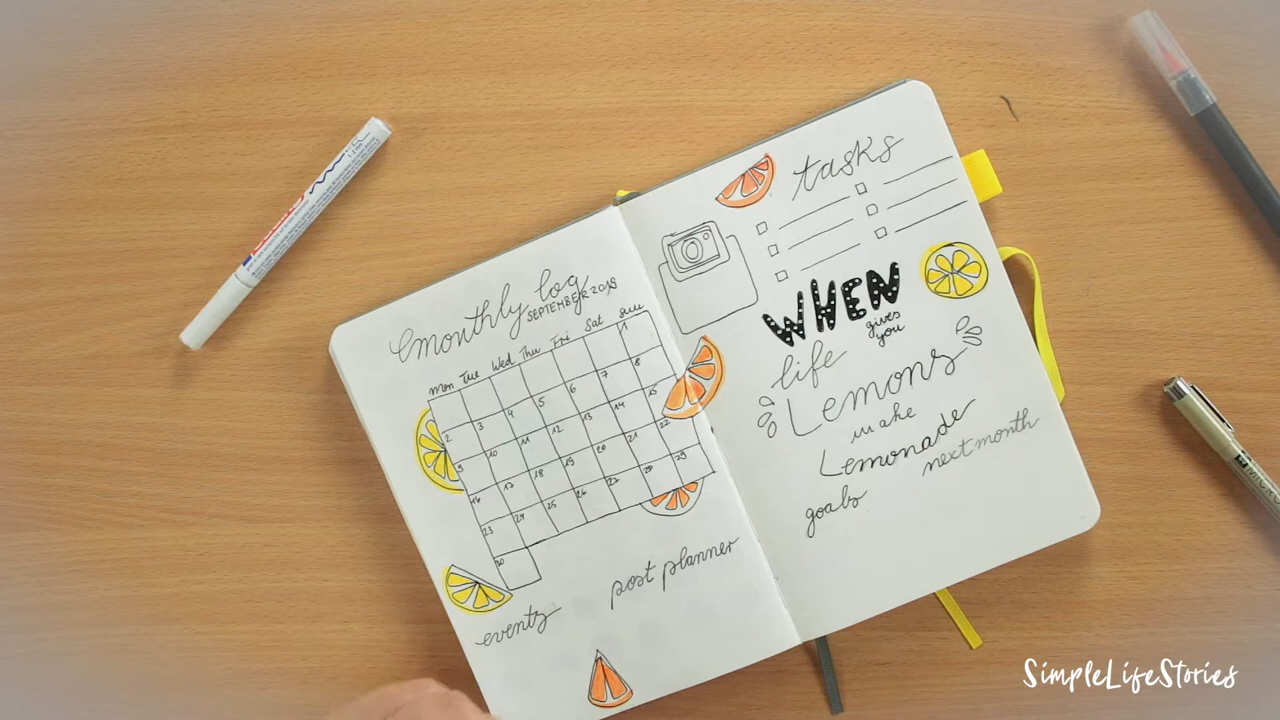 monthly log
SEPTEMBER 2018
mon Tue Wed Thu Fri Sat Sun
1
2 3 4 5 6 7 8
9 10 11 12 13 14 15
16 17 18 19 20 21 22
23 24 25 26 27 28 29
30
events
post planner
tasks
WHEN
gives
you
life
Lemons
make
Lemonade
goals
next month
SimpleLifeStories